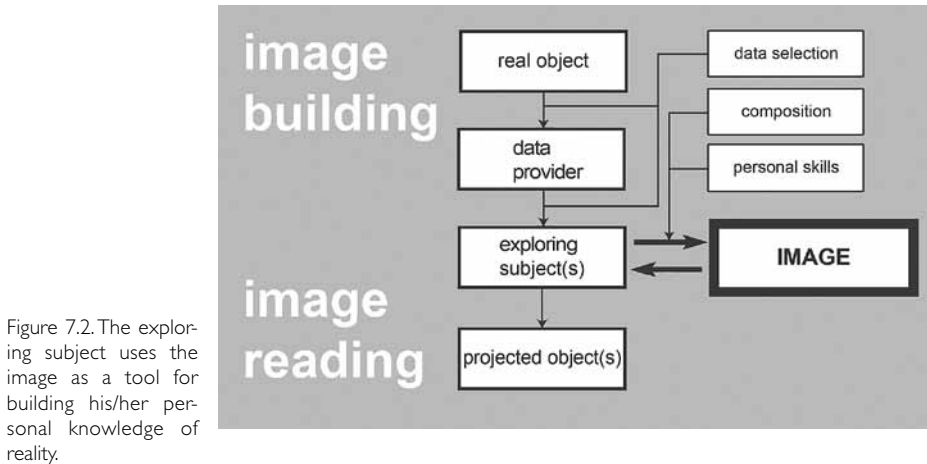 image
building
real object
data selection
composition
data
provider
personal skills
exploring
subject(s)
IMAGE
image
reading
projected object(s)
Figure 7.2. The explor-
ing subject uses the
image as a tool for
building his/her per-
sonal knowledge of
reality.